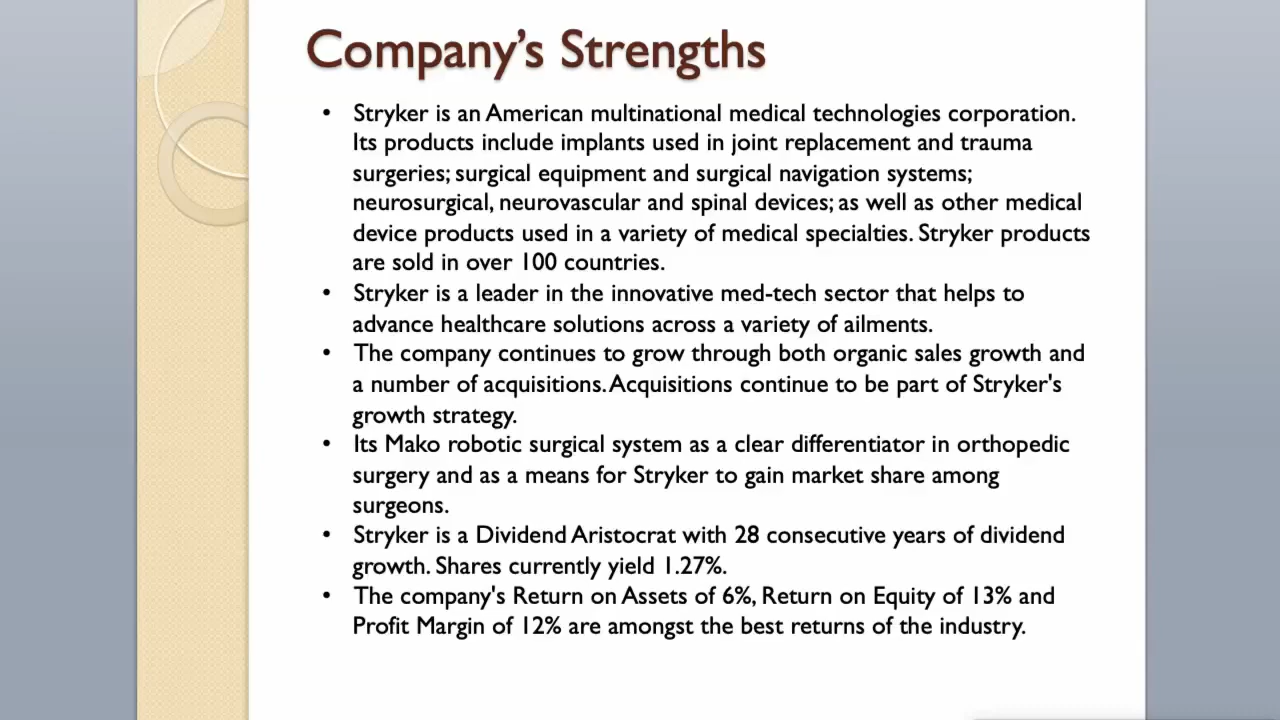 Company's Strengths
• Stryker is an American multinational medical technologies corporation.
Its products include implants used in joint replacement and trauma
surgeries; surgical equipment and surgical navigation systems;
neurosurgical, neurovascular and spinal devices; as well as other medical
device products used in a variety of medical specialties. Stryker products
are sold in over 100 countries.
• Stryker is a leader in the innovative med-tech sector that helps to
advance healthcare solutions across a variety of ailments.
• The company continues to grow through both organic sales growth and
a number of acquisitions. Acquisitions continue to be part of Stryker's
growth strategy.
• Its Mako robotic surgical system as a clear differentiator in orthopedic
surgery and as a means for Stryker to gain market share among
surgeons.
• Stryker is a Dividend Aristocrat with 28 consecutive years of dividend
growth. Shares currently yield 1.27%.
• The company's Return on Assets of 6%, Return on Equity of 13% and
Profit Margin of 12% are amongst the best returns of the industry.